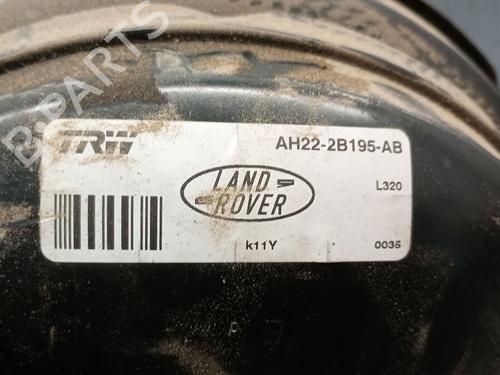 B-PARTS
TRW
AH22-2B195-AB
LAND
ROVER
L320
k11Y
0035